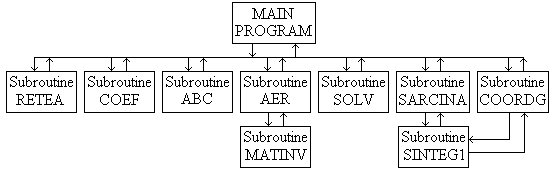 MAIN
PROGRAM
Subroutine
RETEA
Subroutine
COEF
Subroutine
ABC
Subroutine
AER
Subroutine
SOLV
Subroutine
SARCINA
Subroutine
COORDG
Subroutine
MATINV
Subroutine
SINTEG1